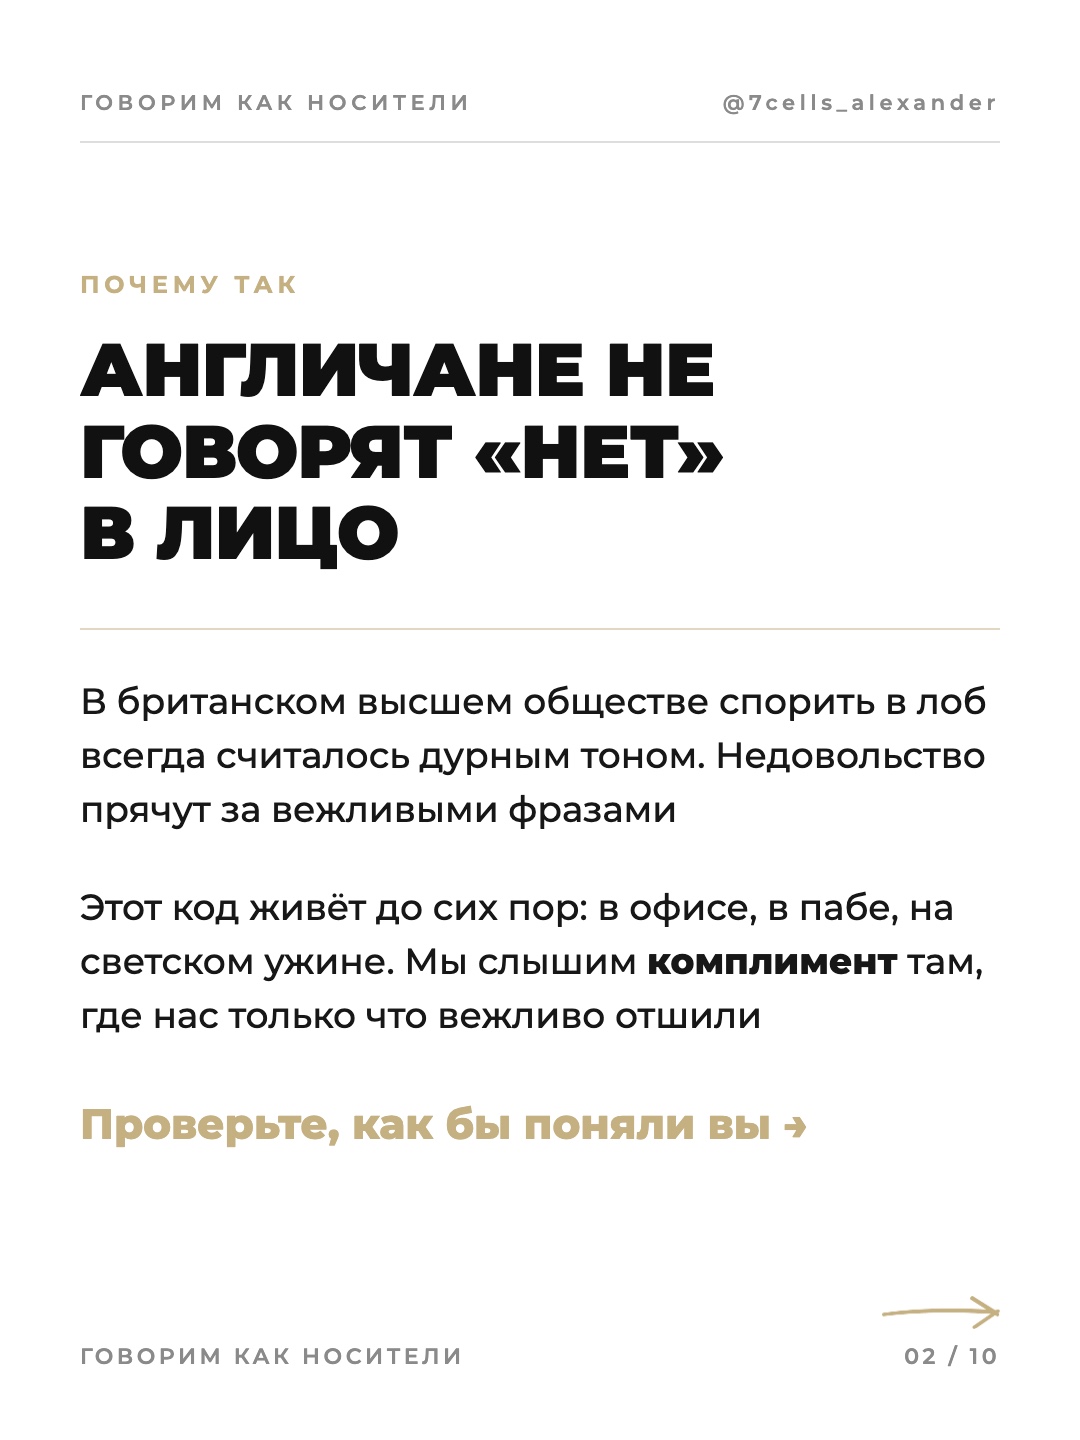 ГОВОРИМ КАК НОСИТЕЛИ
@7cells_alexander
ПОЧЕМУ ТАК
АНГЛИЧАНЕ НЕ
ГОВОРЯТ «НЕТ»
В ЛИЦО
В британском высшем обществе спорить в лоб
всегда считалось дурным тоном. Недовольство
прячут за вежливыми фразами
Этот код живёт до сих пор: в офисе, в пабе, на
светском ужине. Мы слышим комплимент там,
где нас только что вежливо отшили
Проверьте, как бы поняли вы →
ГОВОРИМ КАК НОСИТЕЛИ
02 / 10